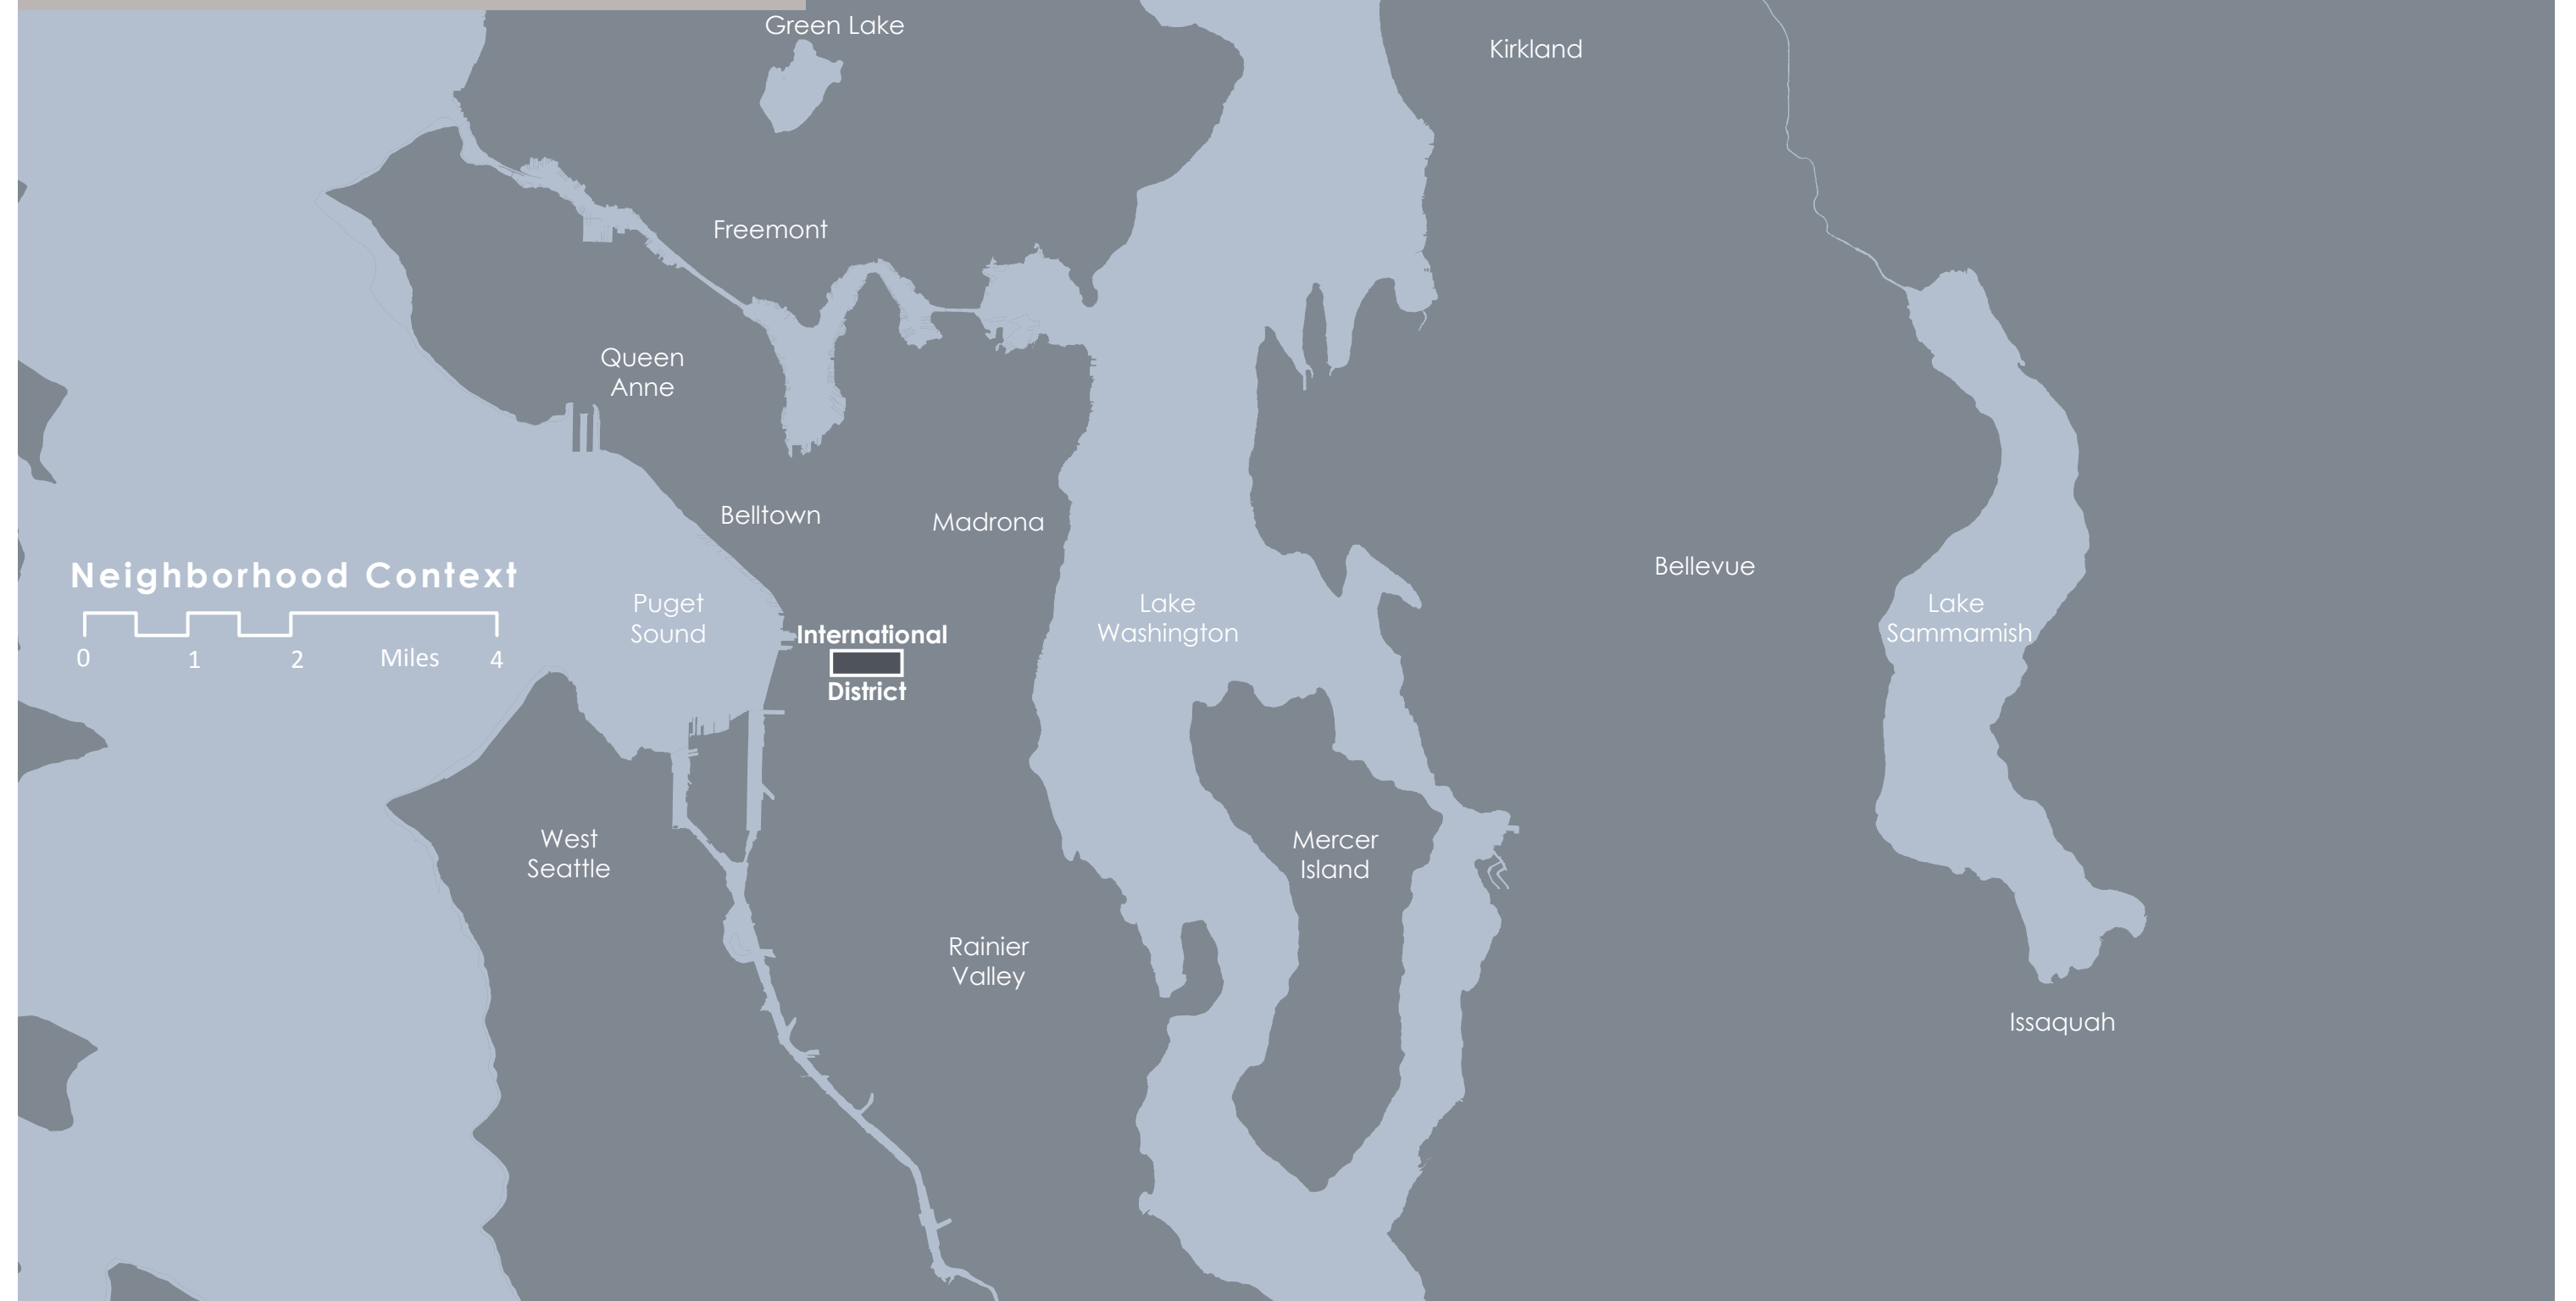 Green Lake
Kirkland
Freemont
Queen
Anne
Belltown
Madrona
Bellevue
Neighborhood Context
0 1 2 Miles 4
Puget
Sound
International
District
Lake
Washington
Lake
Sammamish
West
Seattle
Mercer
Island
Rainier
Valley
Issaquah